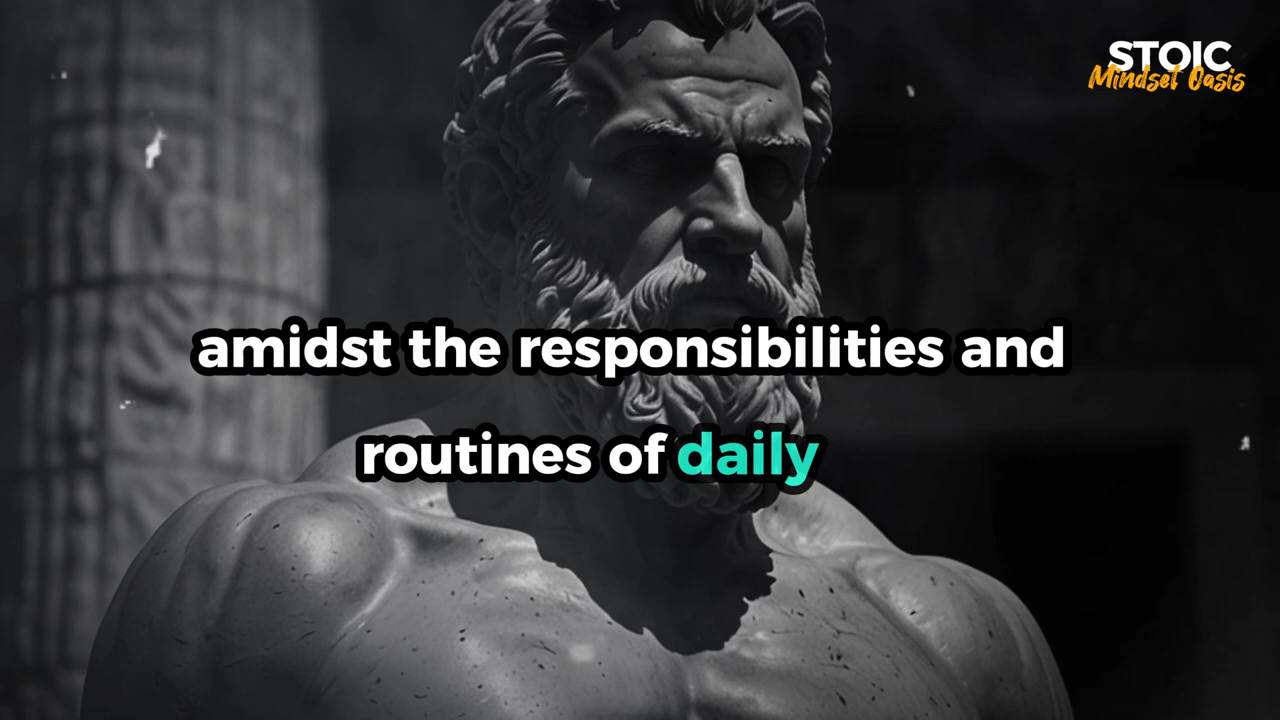 STOIC
Mindset Oasis
amidst the responsibilities and
routines of daily